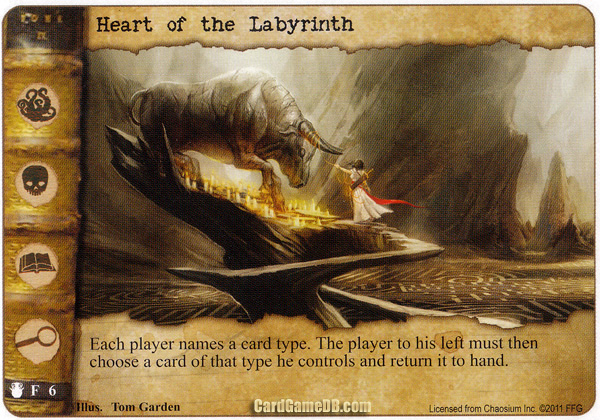 Heart of the Labyrinth
Each player names a card type. The player to his left must then
choose a card of that type he controls and return it to hand.
F 6
Illus. Tom Garden
CardGameDB.com
Licensed from Chaosium Inc. ©2011 FFG